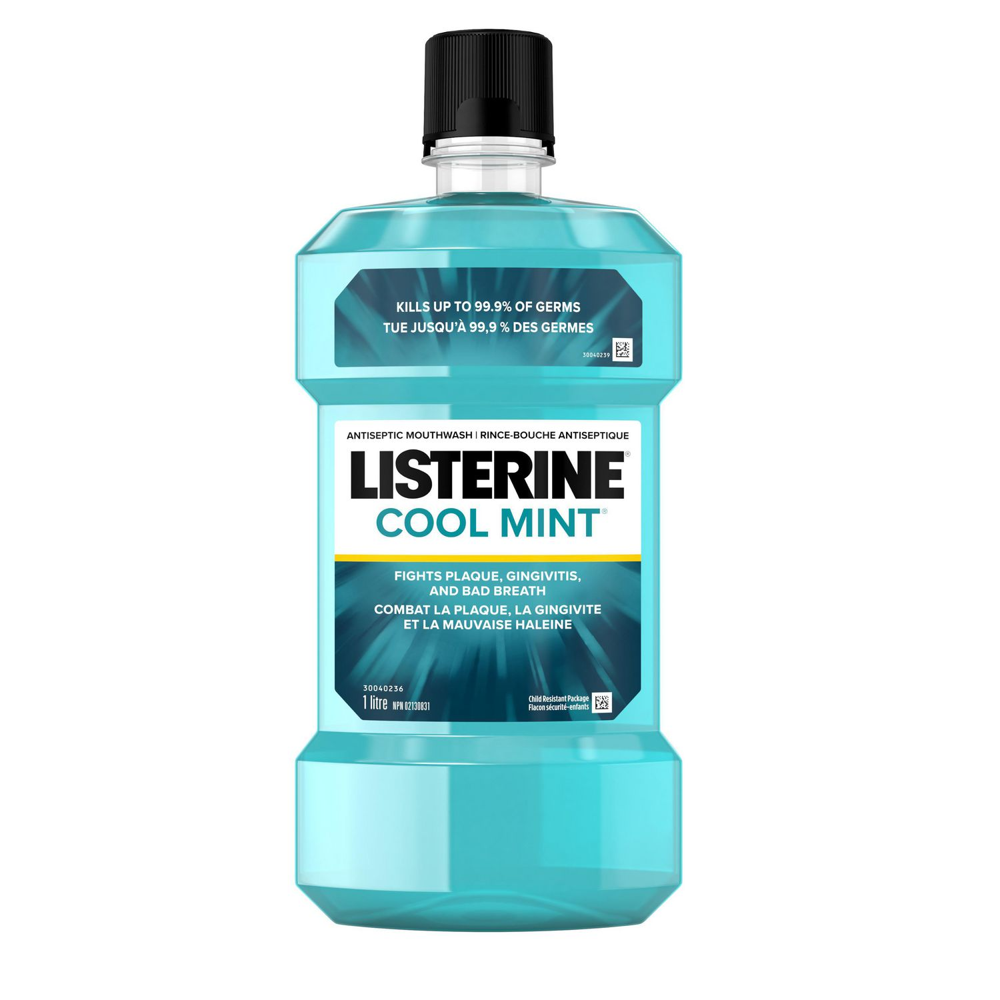 KILLS UP TO 99.9% OF GERMS
TUE JUSQU'À 99,9 % DES GERMES
30040239
ANTISEPTIC MOUTHWASH | RINCE-BOUCHE ANTISEPTIQUE
LISTERINE®
COOL MINT®
FIGHTS PLAQUE, GINGIVITIS,
AND BAD BREATH
COMBAT LA PLAQUE, LA GINGIVITE
ET LA MAUVAISE HALEINE
30040236
1 litre NPN 02130831
Child Resistant Package
Flacon sécurité-enfants